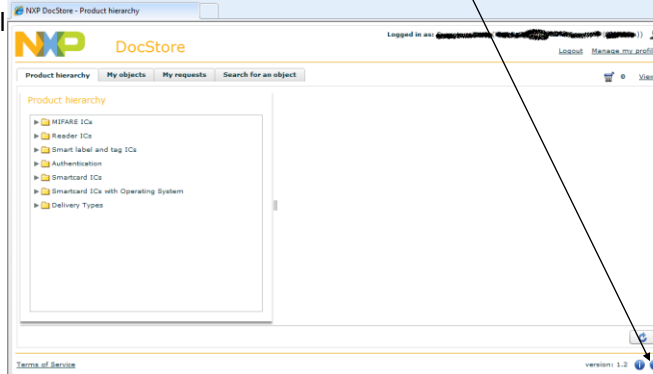 NXP DocStore - Product hierarchy
Logged in as:
NXP DocStore
Logout Manage my profil
Product hierarchy My objects My requests Search for an object
0 View
Product hierarchy
MIFARE ICs
Reader ICs
Smart label and tag ICs
Authentication
Smartcard ICs
Smartcard ICs with Operating System
Delivery Types
Terms of Service version: 1.2